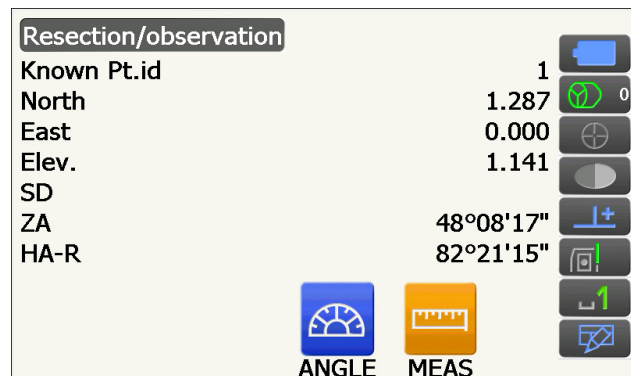 Resection/observation
Known Pt.id 1
North 1.287
East 0.000
Elev. 1.141
SD
ZA 48°08'17"
HA-R 82°21'15"
ANGLE MEAS
0
+
1